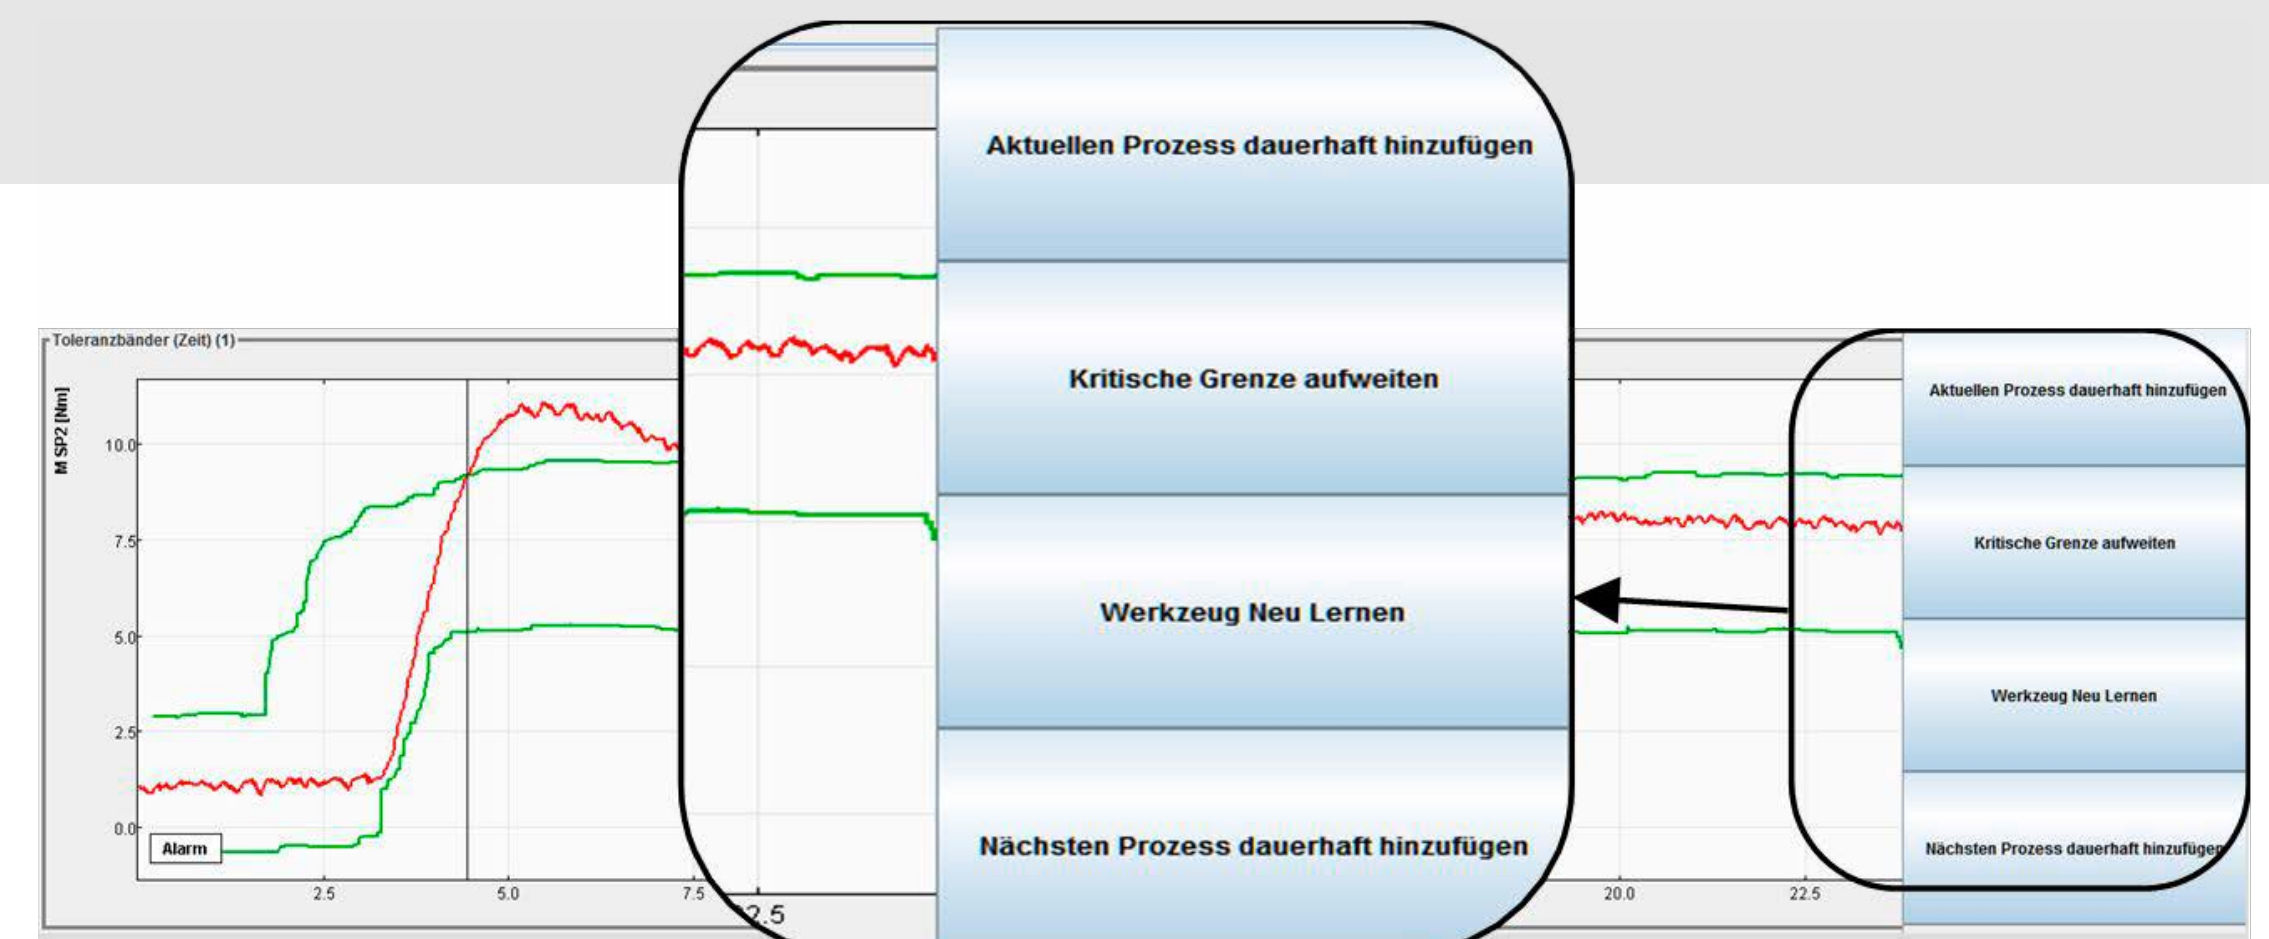 Aktuellen Prozess dauerhaft hinzufügen
Kritische Grenze aufweiten
Werkzeug Neu Lernen
Nächsten Prozess dauerhaft hinzufügen
2.5
Toleranzbänder (Zeit) (1)
M SP2 [Nm]
10.0
7.5
5.0
2.5
0.0
Alarm
2.5
5.0
7.5
20.0
22.5
Aktuellen Prozess dauerhaft hinzufügen
Kritische Grenze aufweiten
Werkzeug Neu Lernen
Nächsten Prozess dauerhaft hinzufügen